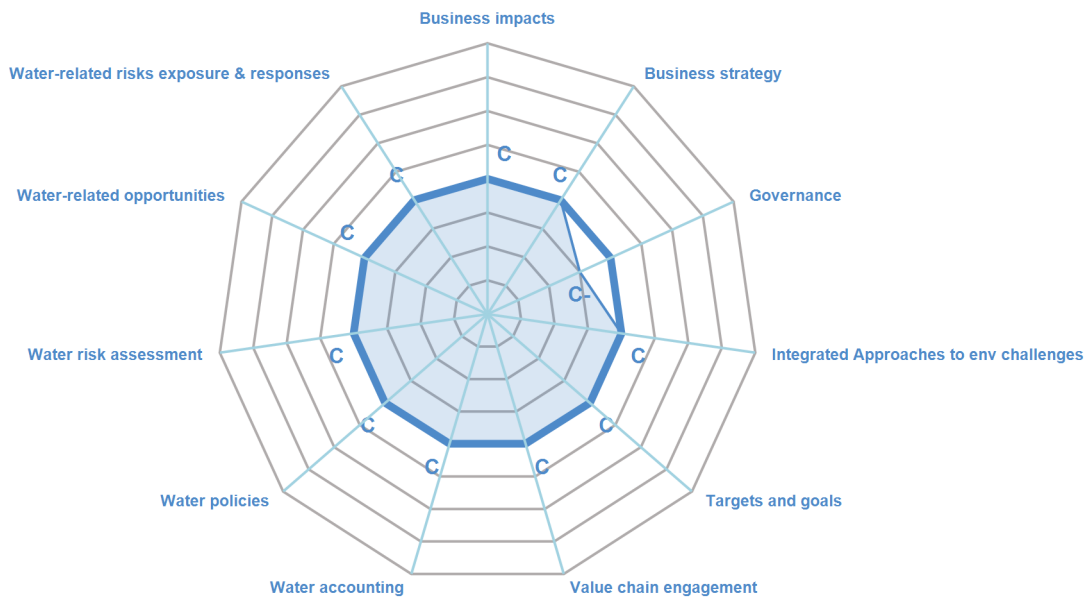 Business impacts
Water-related risks exposure & responses
Business strategy
C
C
C
Water-related opportunities
Governance
C
C-
Water risk assessment
C
C
Integrated Approaches to env challenges
C
C
Water policies
C
C
Targets and goals
Water accounting
Value chain engagement